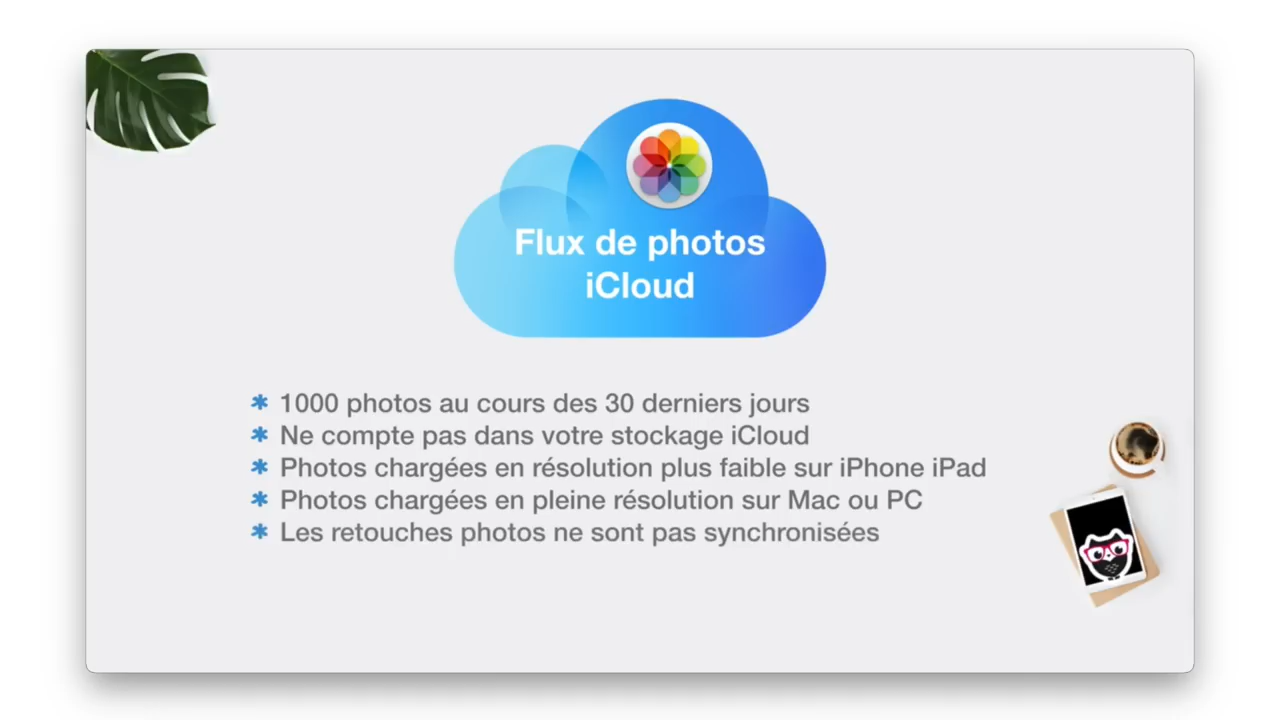 Flux de photos
iCloud
* 1000 photos au cours des 30 derniers jours
* Ne compte pas dans votre stockage iCloud
* Photos chargées en résolution plus faible sur iPhone iPad
* Photos chargées en pleine résolution sur Mac ou PC
* Les retouches photos ne sont pas synchronisées